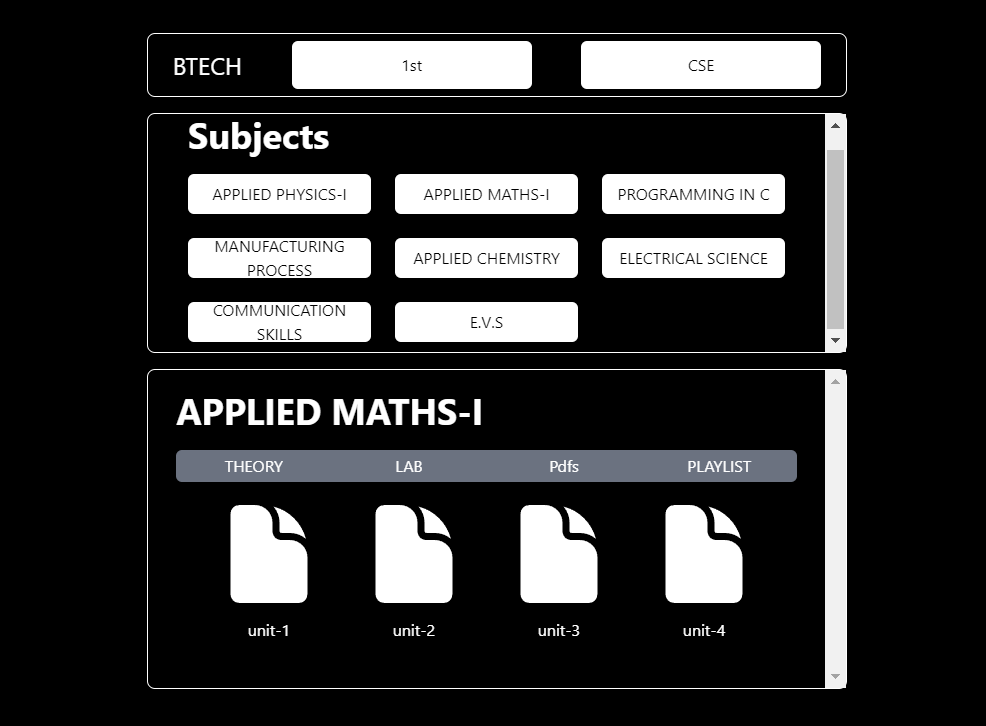 BTECH 1st CSE
Subjects
APPLIED PHYSICS-I APPLIED MATHS-I PROGRAMMING IN C
MANUFACTURING
PROCESS APPLIED CHEMISTRY ELECTRICAL SCIENCE
COMMUNICATION
SKILLS E.V.S
APPLIED MATHS-I
THEORY LAB Pdfs PLAYLIST
unit-1 unit-2 unit-3 unit-4